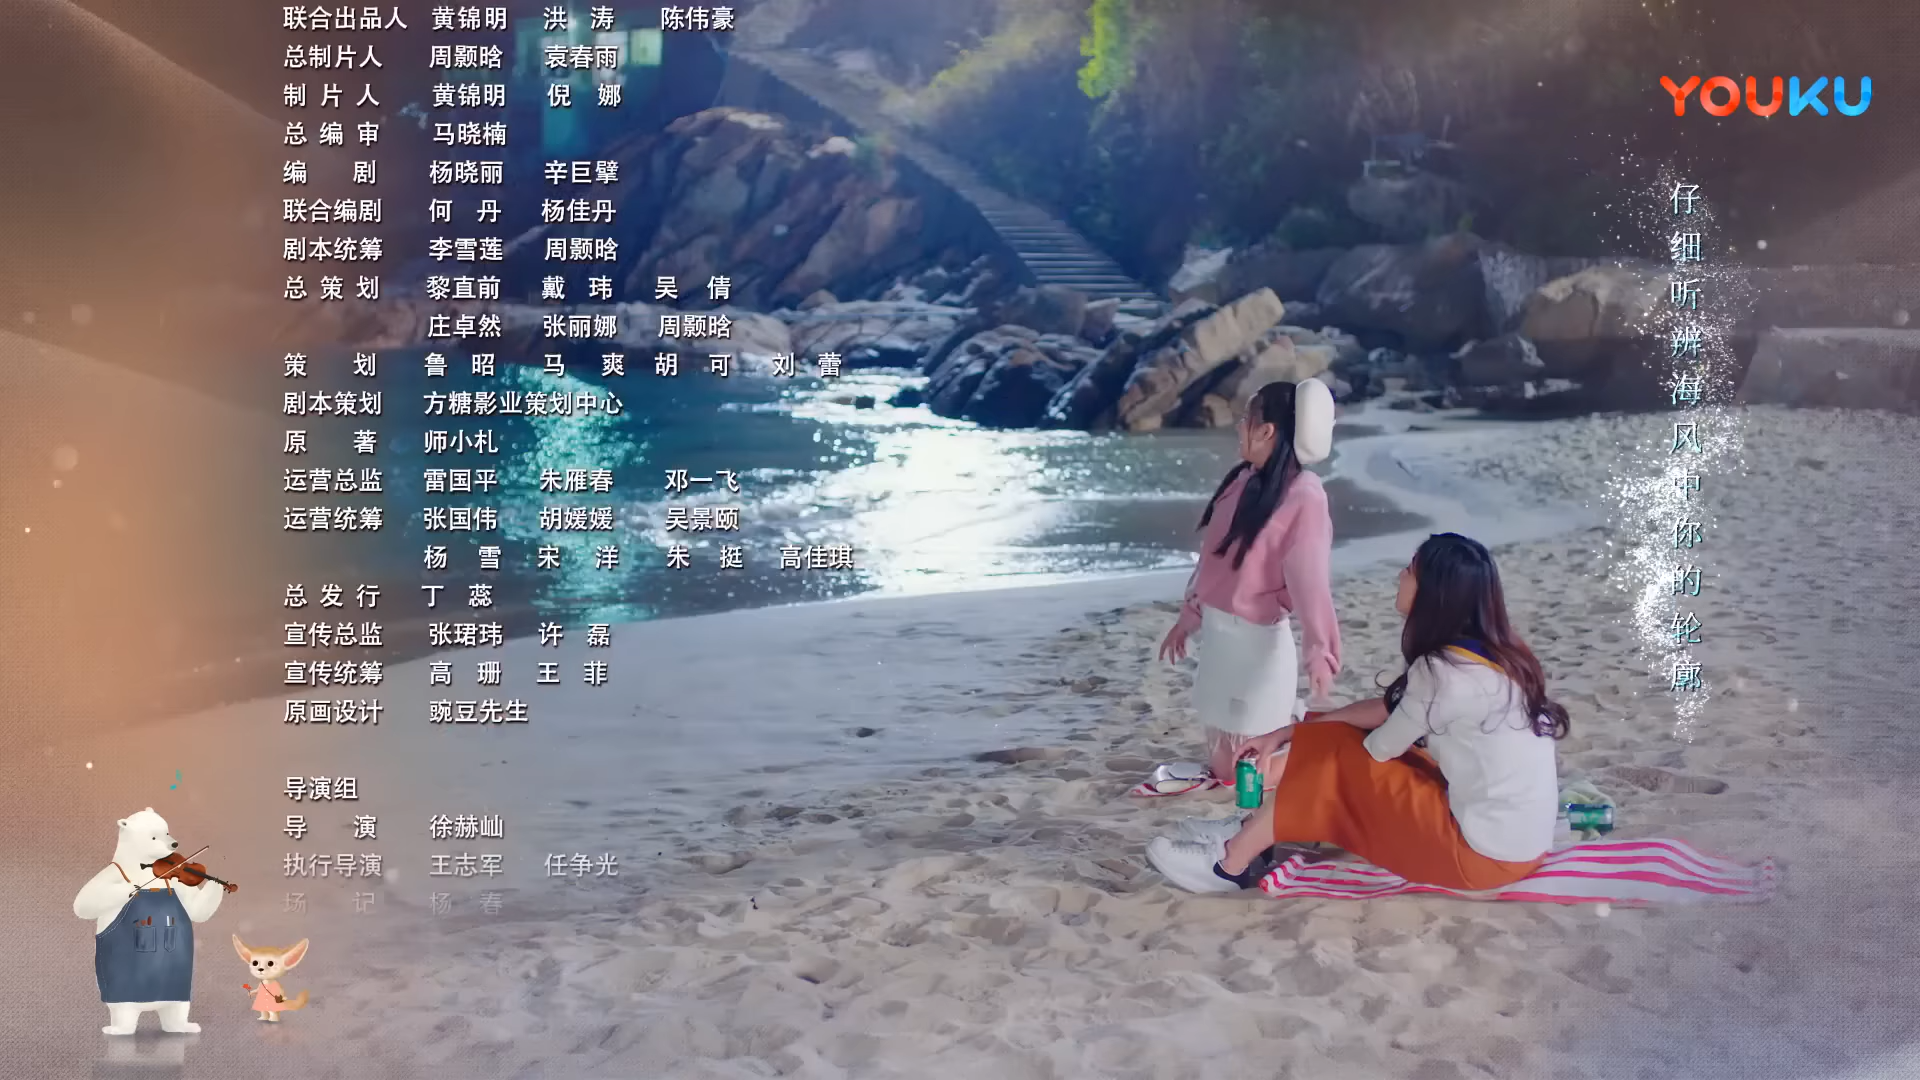 联合出品人 黄锦明 洪 涛 陈伟豪
总制片人 周颢晗 袁春雨
制 片 人 黄锦明 倪 娜
总 编 审 马晓楠
编 剧 杨晓丽 辛巨擘
联合编剧 何 丹 杨佳丹
剧本统筹 李雪莲 周颢晗
总 策 划 黎直前 戴 玮 吴 倩
庄卓然 张丽娜 周颢晗
策 划 鲁 昭 马 爽 胡 可 刘 蕾
剧本策划 方糖影业策划中心
原 著 师小札
运营总监 雷国平 朱雁春 邓一飞
运营统筹 张国伟 胡媛媛 吴景颐
杨 雪 宋 洋 朱 挺 高佳琪
总 发 行 丁 蕊
宣传总监 张珺玮 许 磊
宣传统筹 高 珊 王 菲
原画设计 豌豆先生
导演组
导 演 徐赫屾
执行导演 王志军 任争光
场 记 杨 春
YOUKU
仔细听辨海风中你的轮廓